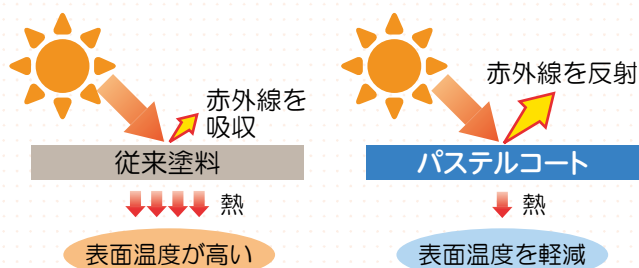 赤外線を
吸収
従来塗料
熱
表面温度が高い
赤外線を反射
パステルコート
熱
表面温度を軽減